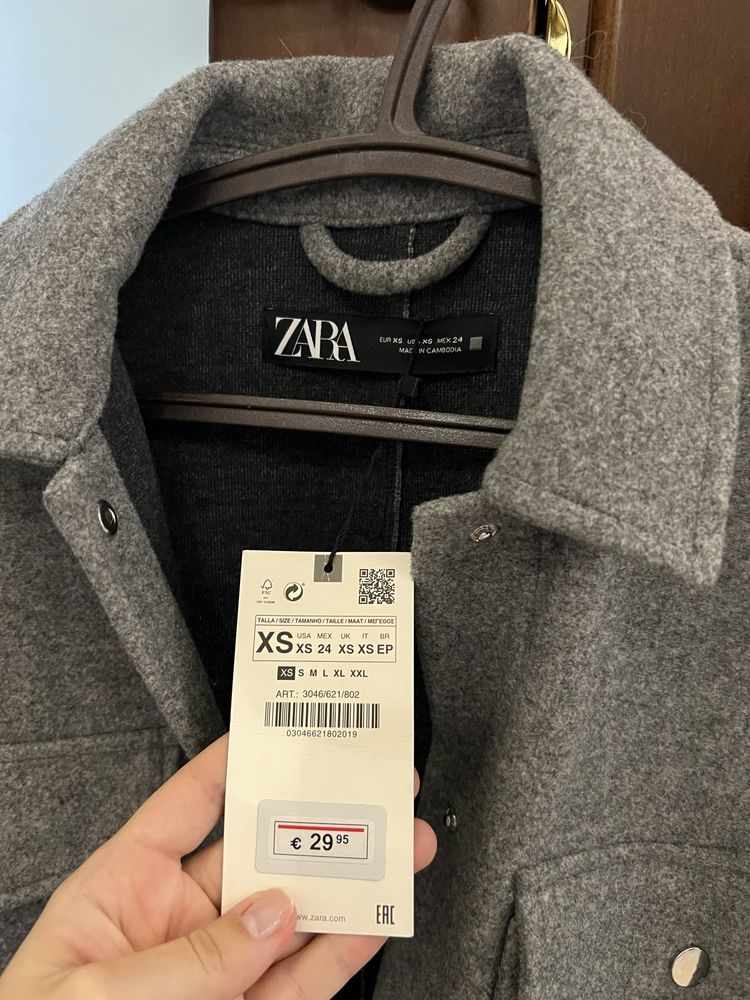 ZARA
EUR XS USA XS MEX 24
MADE IN CAMBODIA
FSC
TALLA / SIZE / TAMANHO / TAILLE / MAAT / ΜΕΓΕΘΟΣ
XS
USA MEX UK IT BR
XS 24 XS XS EP
XS S M L XL XXL
ART.: 3046/621/802
03046621802019
€ 29 95
www.zara.com
EAC